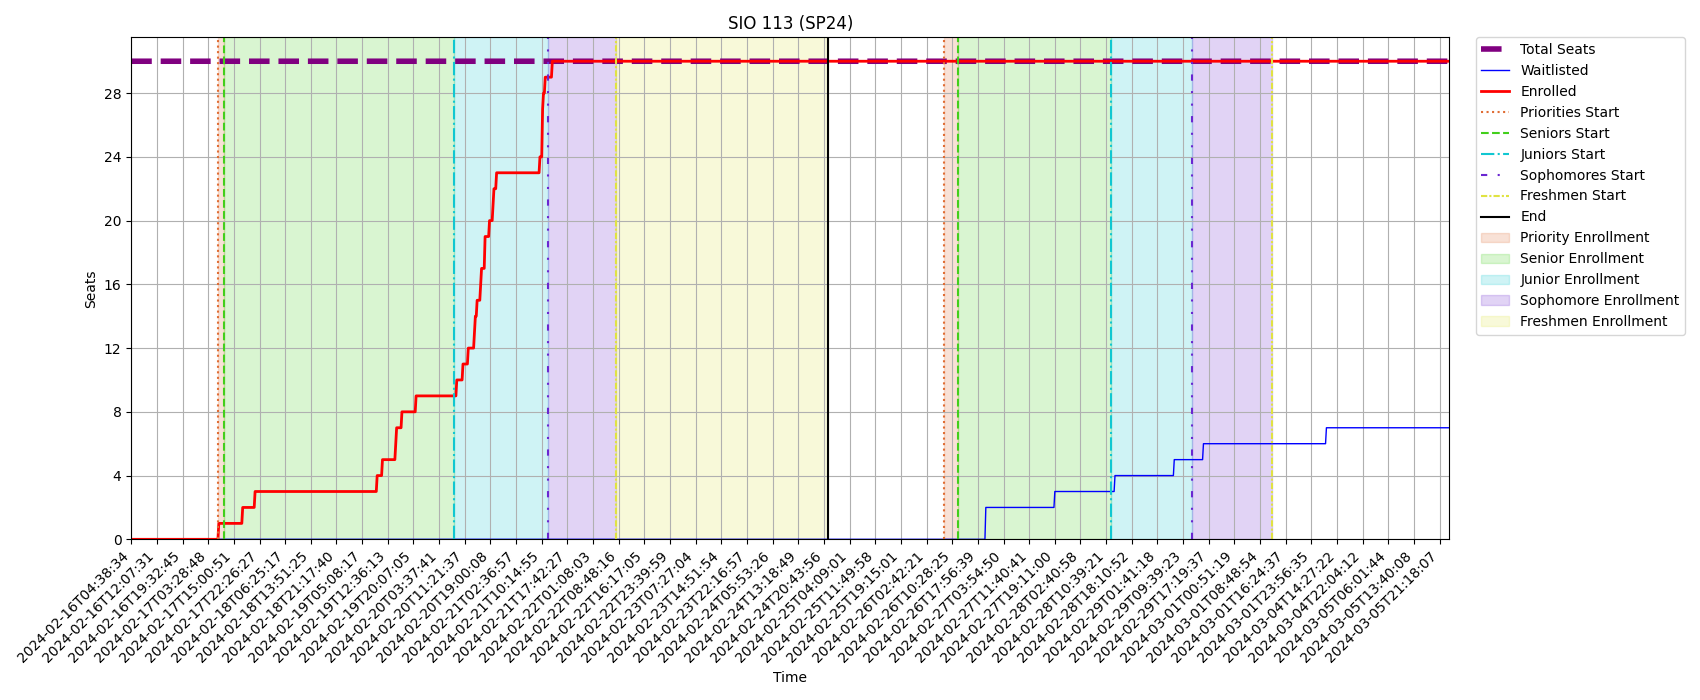 SIO 113 (SP24)
Total Seats
Waitlisted
Enrolled
Priorities Start
Seniors Start
Juniors Start
Sophomores Start
Freshmen Start
End
Priority Enrollment
Senior Enrollment
Junior Enrollment
Sophomore Enrollment
Freshmen Enrollment
Seats
28
24
20
16
12
8
4
0
2024-02-16T04:38:34
2024-02-16T12:07:31
2024-02-16T19:32:45
2024-02-17T03:28:48
2024-02-17T15:00:51
2024-02-17T22:26:27
2024-02-18T06:25:17
2024-02-18T13:51:25
2024-02-18T21:17:40
2024-02-19T05:08:17
2024-02-19T12:36:13
2024-02-19T20:07:05
2024-02-20T03:37:41
2024-02-20T11:21:37
2024-02-20T19:00:08
2024-02-21T02:36:57
2024-02-21T10:14:55
2024-02-21T17:42:27
2024-02-22T01:08:03
2024-02-22T08:48:16
2024-02-22T16:17:05
2024-02-22T23:39:59
2024-02-23T07:27:04
2024-02-23T14:51:54
2024-02-23T22:16:57
2024-02-24T05:53:26
2024-02-24T13:18:49
2024-02-24T20:43:56
2024-02-25T04:09:01
2024-02-25T11:49:58
2024-02-25T19:15:01
2024-02-26T02:42:21
2024-02-26T10:28:25
2024-02-26T17:56:39
2024-02-27T03:54:50
2024-02-27T11:40:41
2024-02-27T19:11:00
2024-02-28T02:40:58
2024-02-28T10:39:21
2024-02-28T18:10:52
2024-02-29T01:41:18
2024-02-29T09:39:23
2024-02-29T17:19:37
2024-03-01T00:51:19
2024-03-01T08:48:54
2024-03-01T16:24:37
2024-03-01T23:56:35
2024-03-04T14:27:22
2024-03-04T22:04:12
2024-03-05T06:01:44
2024-03-05T13:40:08
2024-03-05T21:18:07
Time